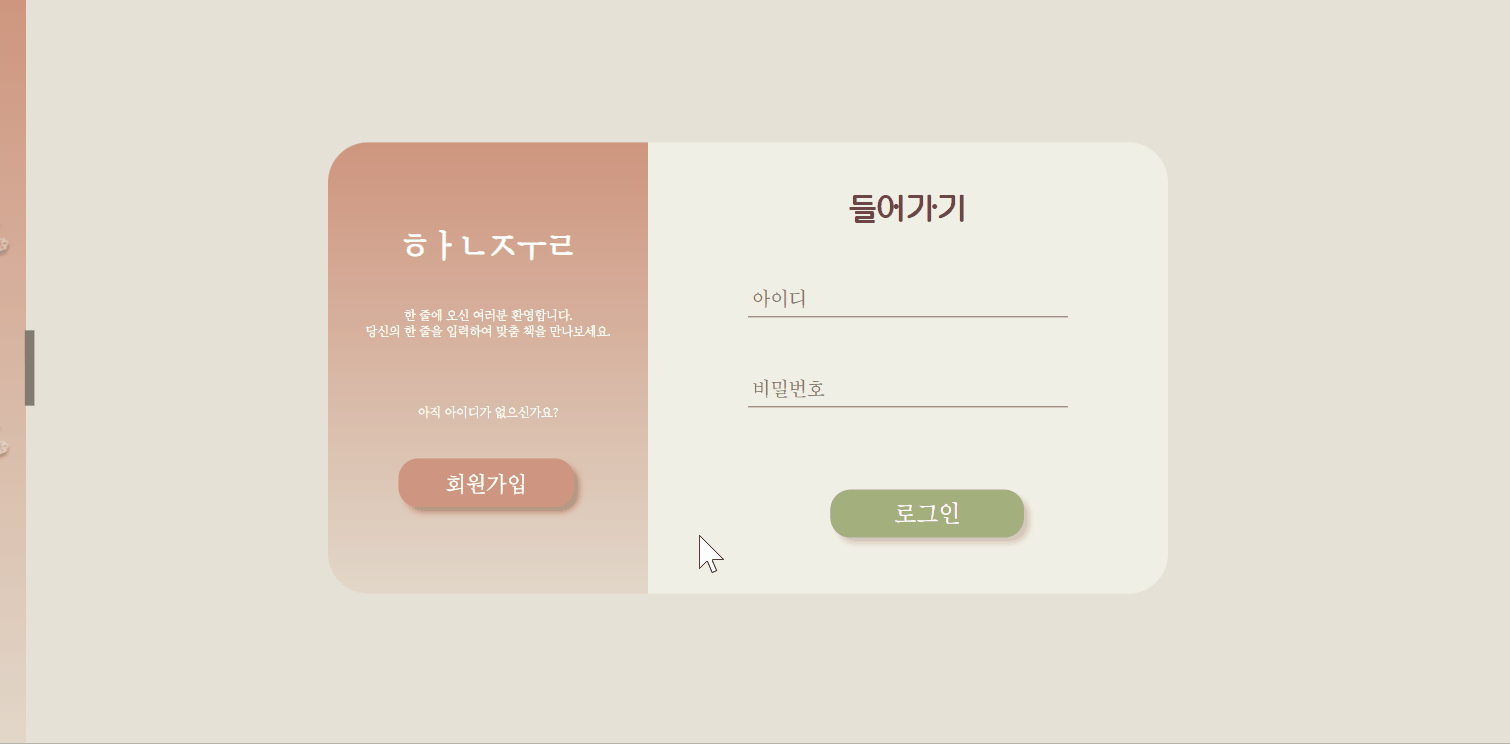 ㅎㅏㄴㅈㅜㄹ
한 줄에 오신 여러분 환영합니다.
당신의 한 줄을 입력하여 맞춤 책을 만나보세요.
아직 아이디가 없으신가요?
회원가입
들어가기
아이디
비밀번호
로그인